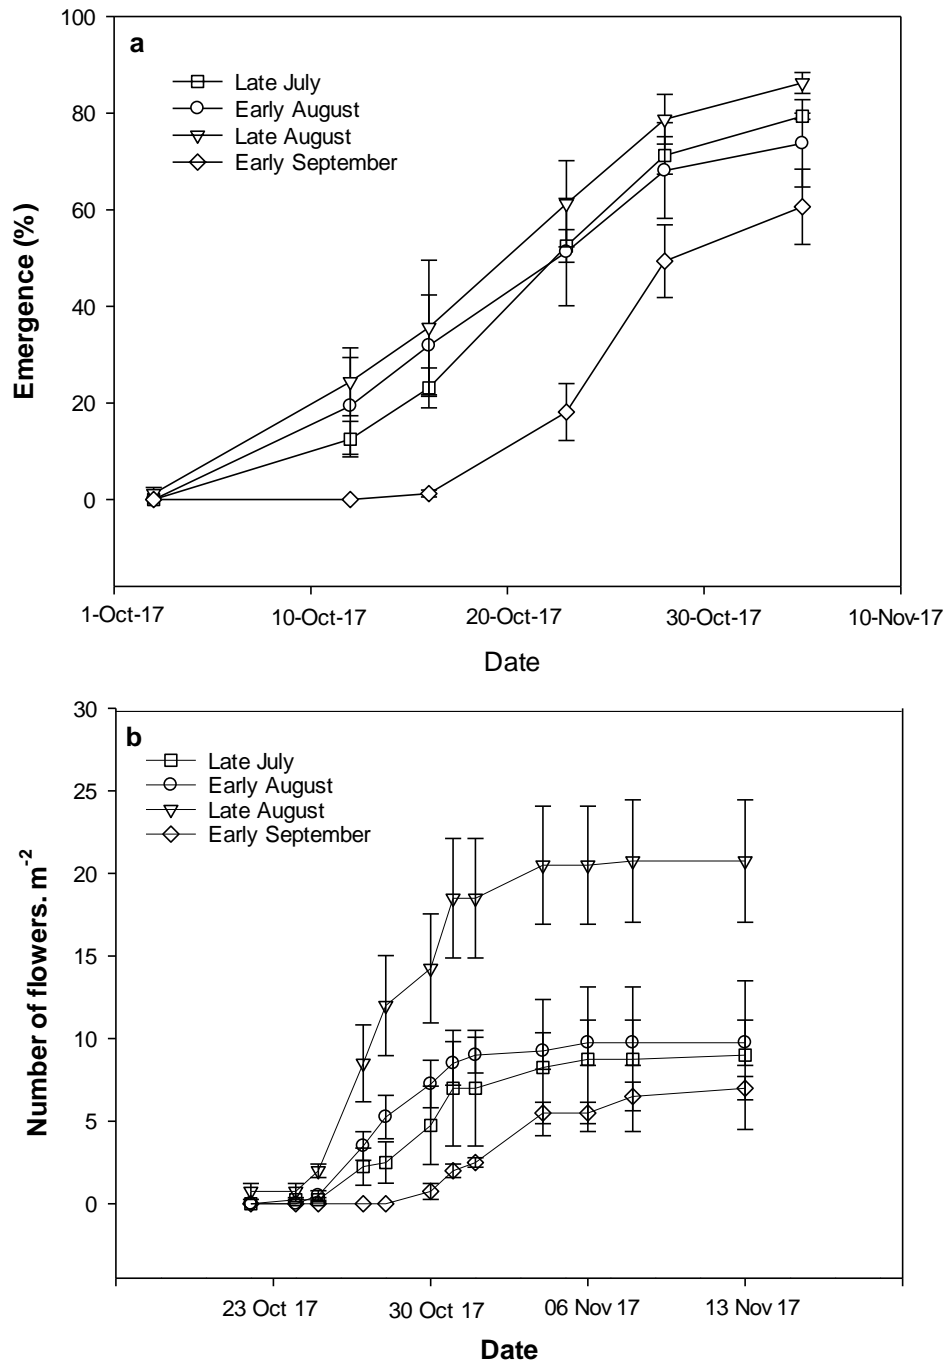 100
a
Late July
Early August
Late August
Early September
80
60
40
20
0
Emergence (%)
1-Oct-17
10-Oct-17
20-Oct-17
30-Oct-17
10-Nov-17
Date
30
b
Late July
Early August
Late August
Early September
25
20
15
10
5
0
Number of flowers. m⁻²
23 Oct 17
30 Oct 17
06 Nov 17
13 Nov 17
Date